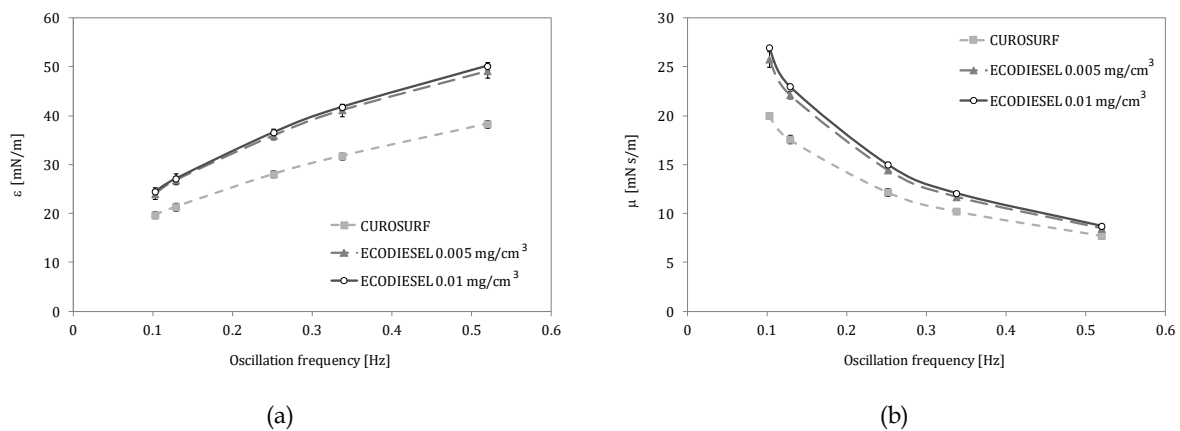 60
50
40
30
20
10
0
ε [mN/m]
CUROSURF
ECODIESEL 0.005 mg/cm³
ECODIESEL 0.01 mg/cm³
0 0.1 0.2 0.3 0.4 0.5 0.6
Oscillation frequency [Hz]
(a)
30
25
20
15
10
5
0
μ [mN s/m]
CUROSURF
ECODIESEL 0.005 mg/cm³
ECODIESEL 0.01 mg/cm³
0 0.1 0.2 0.3 0.4 0.5 0.6
Oscillation frequency [Hz]
(b)